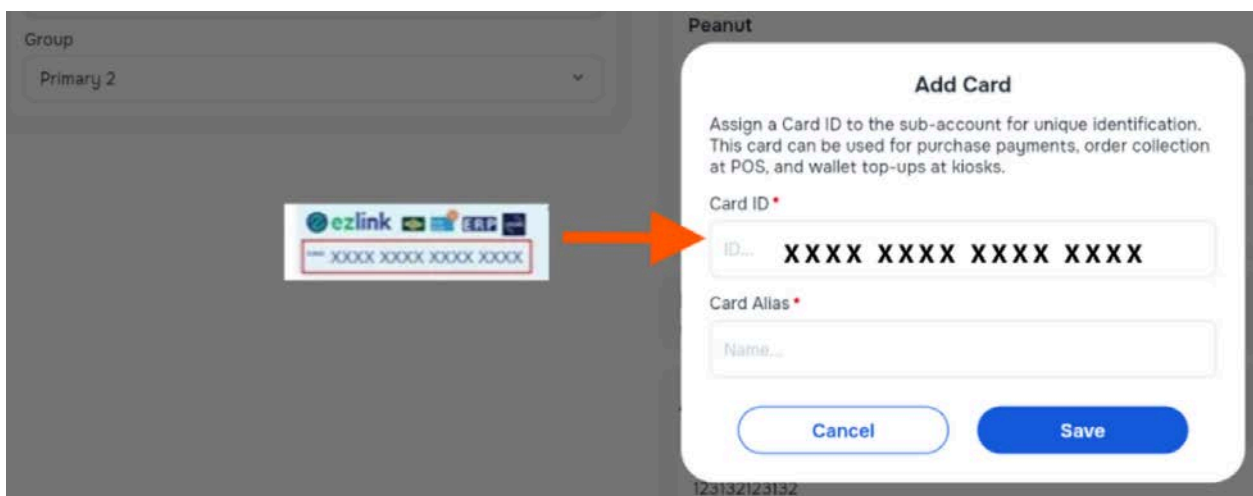 Group
Primary 2
Peanut
ezlink ERP
XXXX XXXX XXXX XXXX
Add Card
Assign a Card ID to the sub-account for unique identification.
This card can be used for purchase payments, order collection
at POS, and wallet top-ups at kiosks.
Card ID *
ID... XXXX XXXX XXXX XXXX
Card Alias *
Name...
Cancel
Save
123132123132